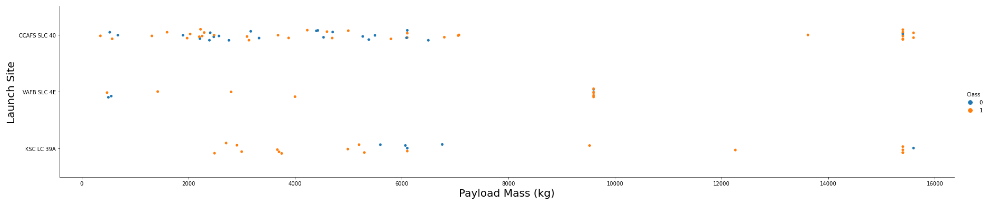 CCAFS SLC 40
VAFB SLC 4E
KSC LC 39A
Launch Site
0 2000 4000 6000 8000 10000 12000 14000 16000
Payload Mass (kg)
Class
0
1